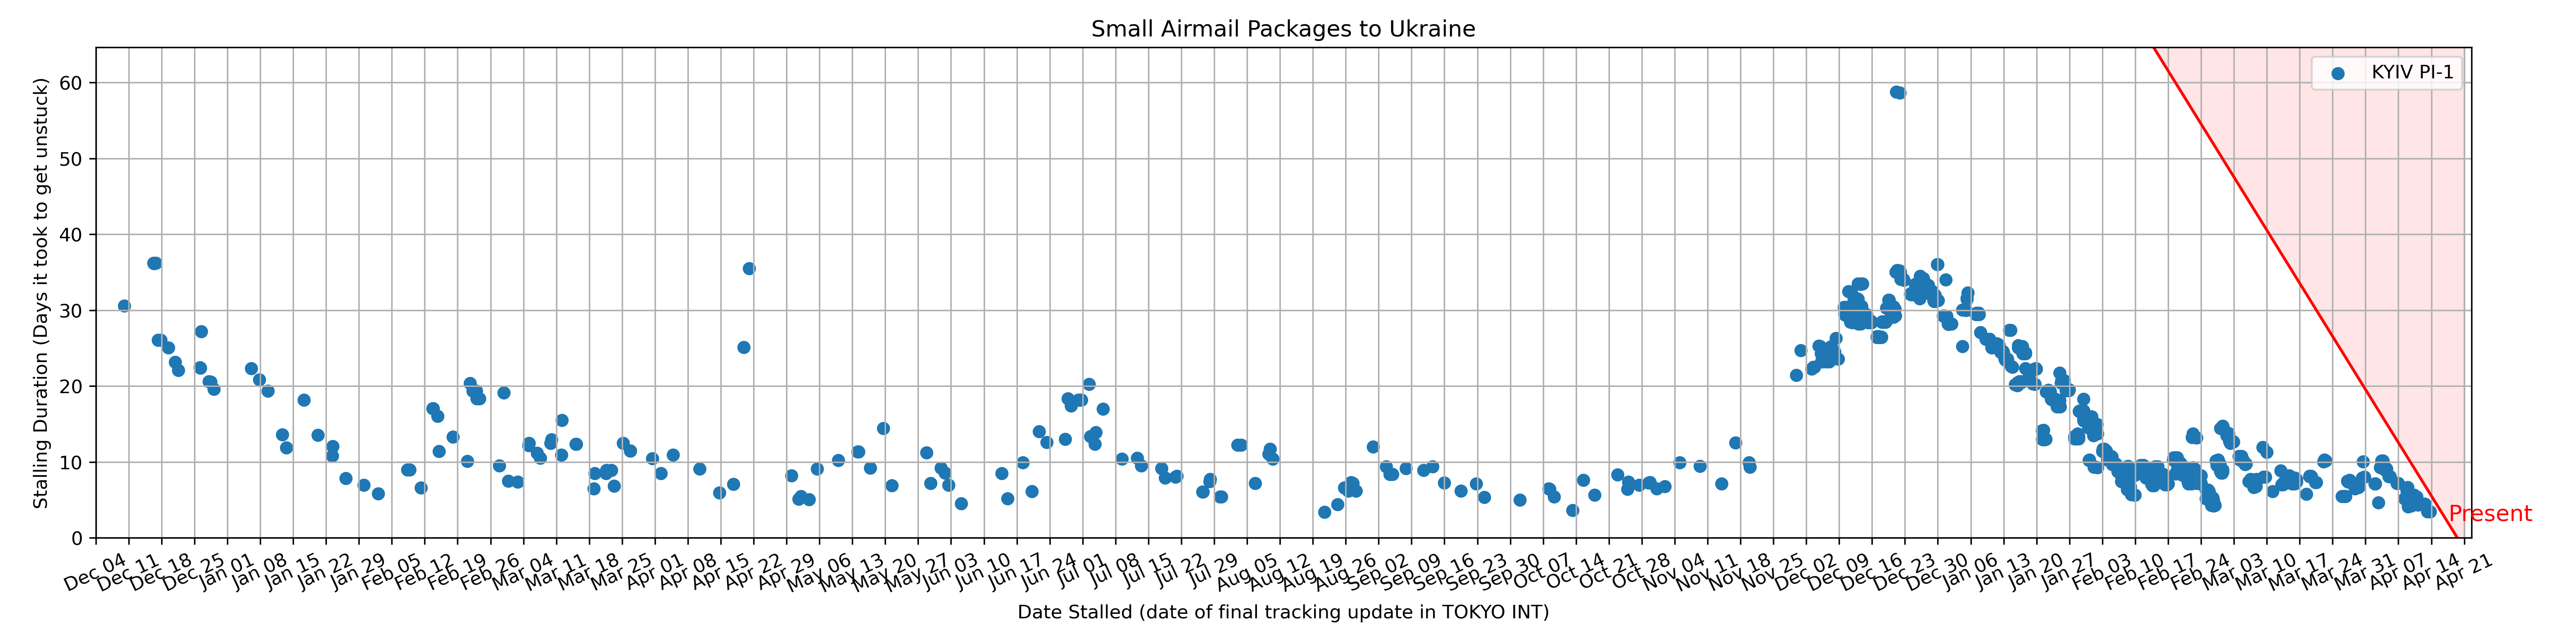 Small Airmail Packages to Ukraine
KYIV PI-1
Stalling Duration (Days it took to get unstuck)
60
50
40
30
20
10
0
Present
Dec 04 Dec 11 Dec 18 Dec 25 Jan 01 Jan 08 Jan 15 Jan 22 Jan 29 Feb 05 Feb 12 Feb 19 Feb 26 Mar 04 Mar 11 Mar 18 Mar 25 Apr 01 Apr 08 Apr 15 Apr 22 Apr 29 May 06 May 13 May 20 May 27 Jun 03 Jun 10 Jun 17 Jun 24 Jul 01 Jul 08 Jul 15 Jul 22 Jul 29 Aug 05 Aug 12 Aug 19 Aug 26 Sep 02 Sep 09 Sep 16 Sep 23 Sep 30 Oct 07 Oct 14 Oct 21 Oct 28 Nov 04 Nov 11 Nov 18 Nov 25 Dec 02 Dec 09 Dec 16 Dec 23 Dec 30 Jan 06 Jan 13 Jan 20 Jan 27 Feb 03 Feb 10 Feb 17 Feb 24 Mar 03 Mar 10 Mar 17 Mar 24 Mar 31 Apr 07 Apr 14 Apr 21
Date Stalled (date of final tracking update in TOKYO INT)